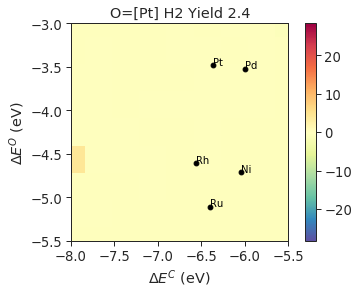 O=[Pt] H2 Yield 2.4
−3.0
−3.5
−4.0
−4.5
−5.0
−5.5
ΔE^O (eV)
Pt
Pd
Rh
Ni
Ru
−8.0 −7.5 −7.0 −6.5 −6.0 −5.5
ΔE^C (eV)
20
10
0
−10
−20